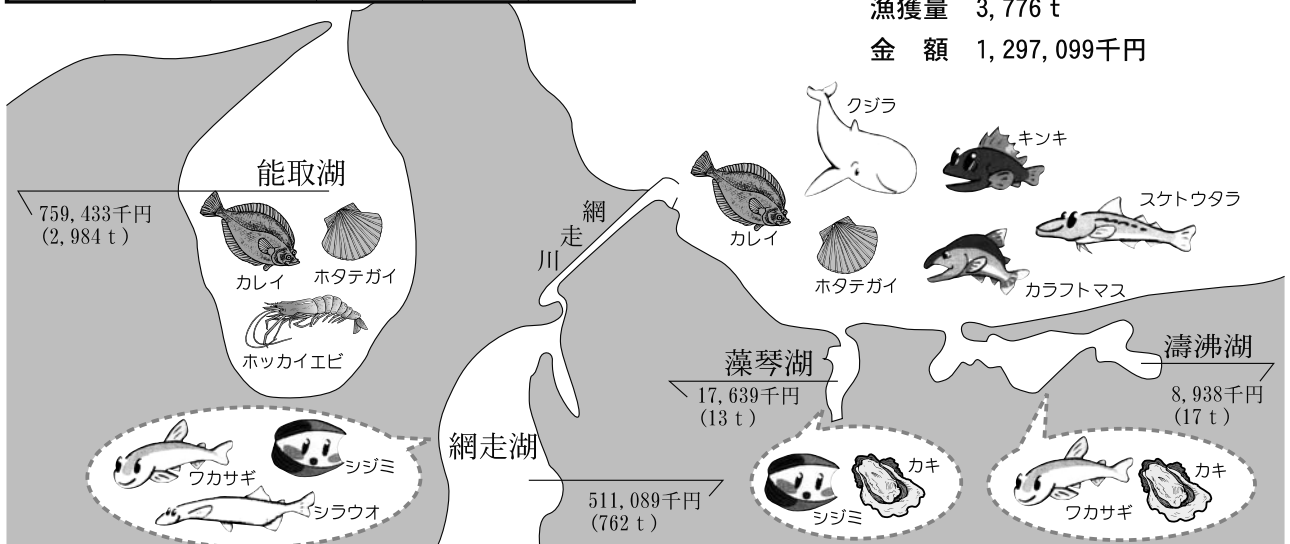 漁獲量 3,776ｔ
金 額 1,297,099千円
クジラ
キンキ
スケトウタラ
カレイ
ホタテガイ
カラフトマス
能取湖
759,433千円
(2,984ｔ)
カレイ
ホタテガイ
ホッカイエビ
網走川
藻琴湖
17,639千円
(13ｔ)
濤沸湖
8,938千円
(17ｔ)
網走湖
511,089千円
(762ｔ)
ワカサギ
シジミ
シラウオ
シジミ
カキ
ワカサギ
カキ